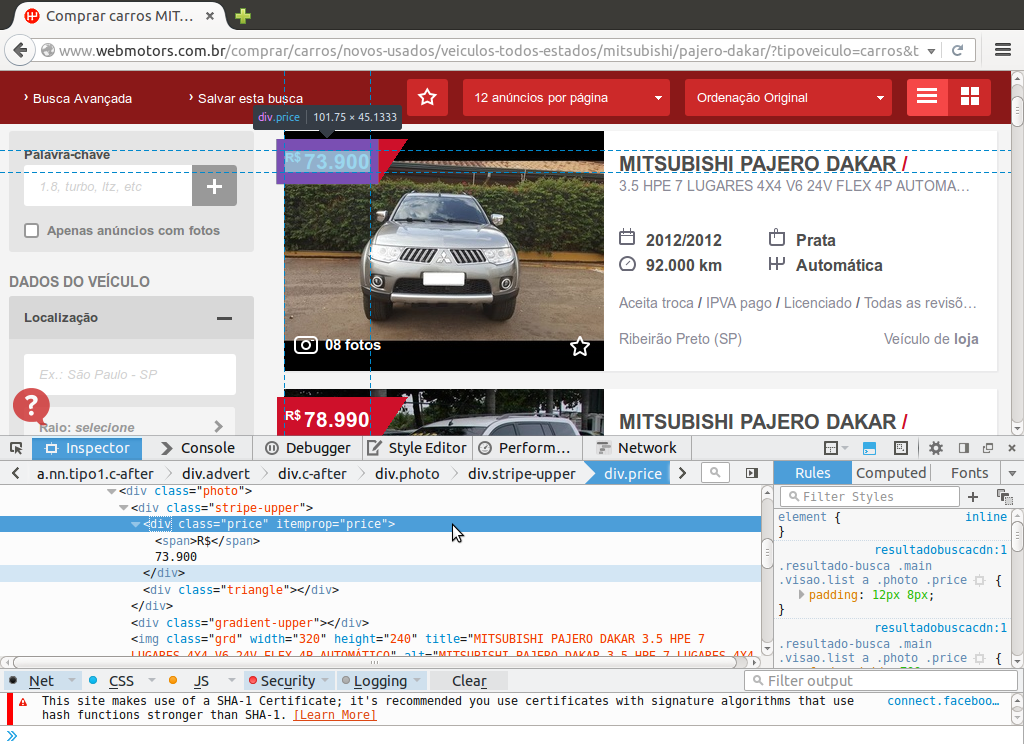 Comprar carros MIT...
www.webmotors.com.br/comprar/carros/novos-usados/veiculos-todos-estados/mitsubishi/pajero-dakar/?tipoveiculo=carros&t
Busca Avançada
Salvar esta busca
12 anúncios por página
Ordenação Original
div.price | 101.75 × 45.1333
Palavra-chave
1.8, turbo, ltz, etc
Apenas anúncios com fotos
DADOS DO VEÍCULO
Localização
Ex.: São Paulo - SP
Raio: selecione
R$ 73.900
08 fotos
MITSUBISHI PAJERO DAKAR /
3.5 HPE 7 LUGARES 4X4 V6 24V FLEX 4P AUTOMA...
2012/2012
Prata
92.000 km
Automática
Aceita troca / IPVA pago / Licenciado / Todas as revisõ...
Ribeirão Preto (SP)
Veículo de loja
R$ 78.990
MITSUBISHI PAJERO DAKAR /
Inspector
Console
Debugger
Style Editor
Perform...
Network
a.nn.tipo1.c-after
div.advert
div.c-after
div.photo
div.stripe-upper
div.price
Rules
Computed
Fonts
<div class="photo">
<div class="stripe-upper">
<div class="price" itemprop="price">
<span>R$</span>
73.900
</div>
<div class="triangle"></div>
</div>
<div class="gradient-upper"></div>
<img class="grd" width="320" height="240" title="MITSUBISHI PAJERO DAKAR 3.5 HPE 7
LUGARES 4X4 V6 24V FLEX 4P AUTOMÁTICO" alt="MITSUBISHI PAJERO DAKAR 3.5 HPE 7 LUGARES 4X4
Filter Styles
element {
inline
}
resultadobuscacdn:1
.resultado-busca .main
.visao.list a .photo .price {
padding: 12px 8px;
}
resultadobuscacdn:1
.resultado-busca .main
.visao.list a .photo .price {
Net
CSS
JS
Security
Logging
Clear
Filter output
This site makes use of a SHA-1 Certificate; it's recommended you use certificates with signature algorithms that use
hash functions stronger than SHA-1. [Learn More]
connect.faceboo...